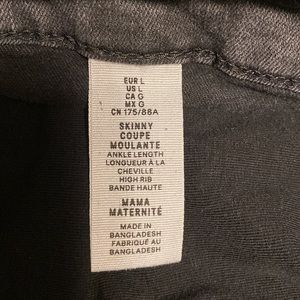 EUR L
US L
CA G
MX G
CN 175/88A
SKINNY
COUPE
MOULANTE
ANKLE LENGTH
LONGUEUR À LA
CHEVILLE
HIGH RIB
BANDE HAUTE
MAMA
MATERNITÉ
MADE IN
BANGLADESH
FABRIQUÉ AU
BANGLADESH